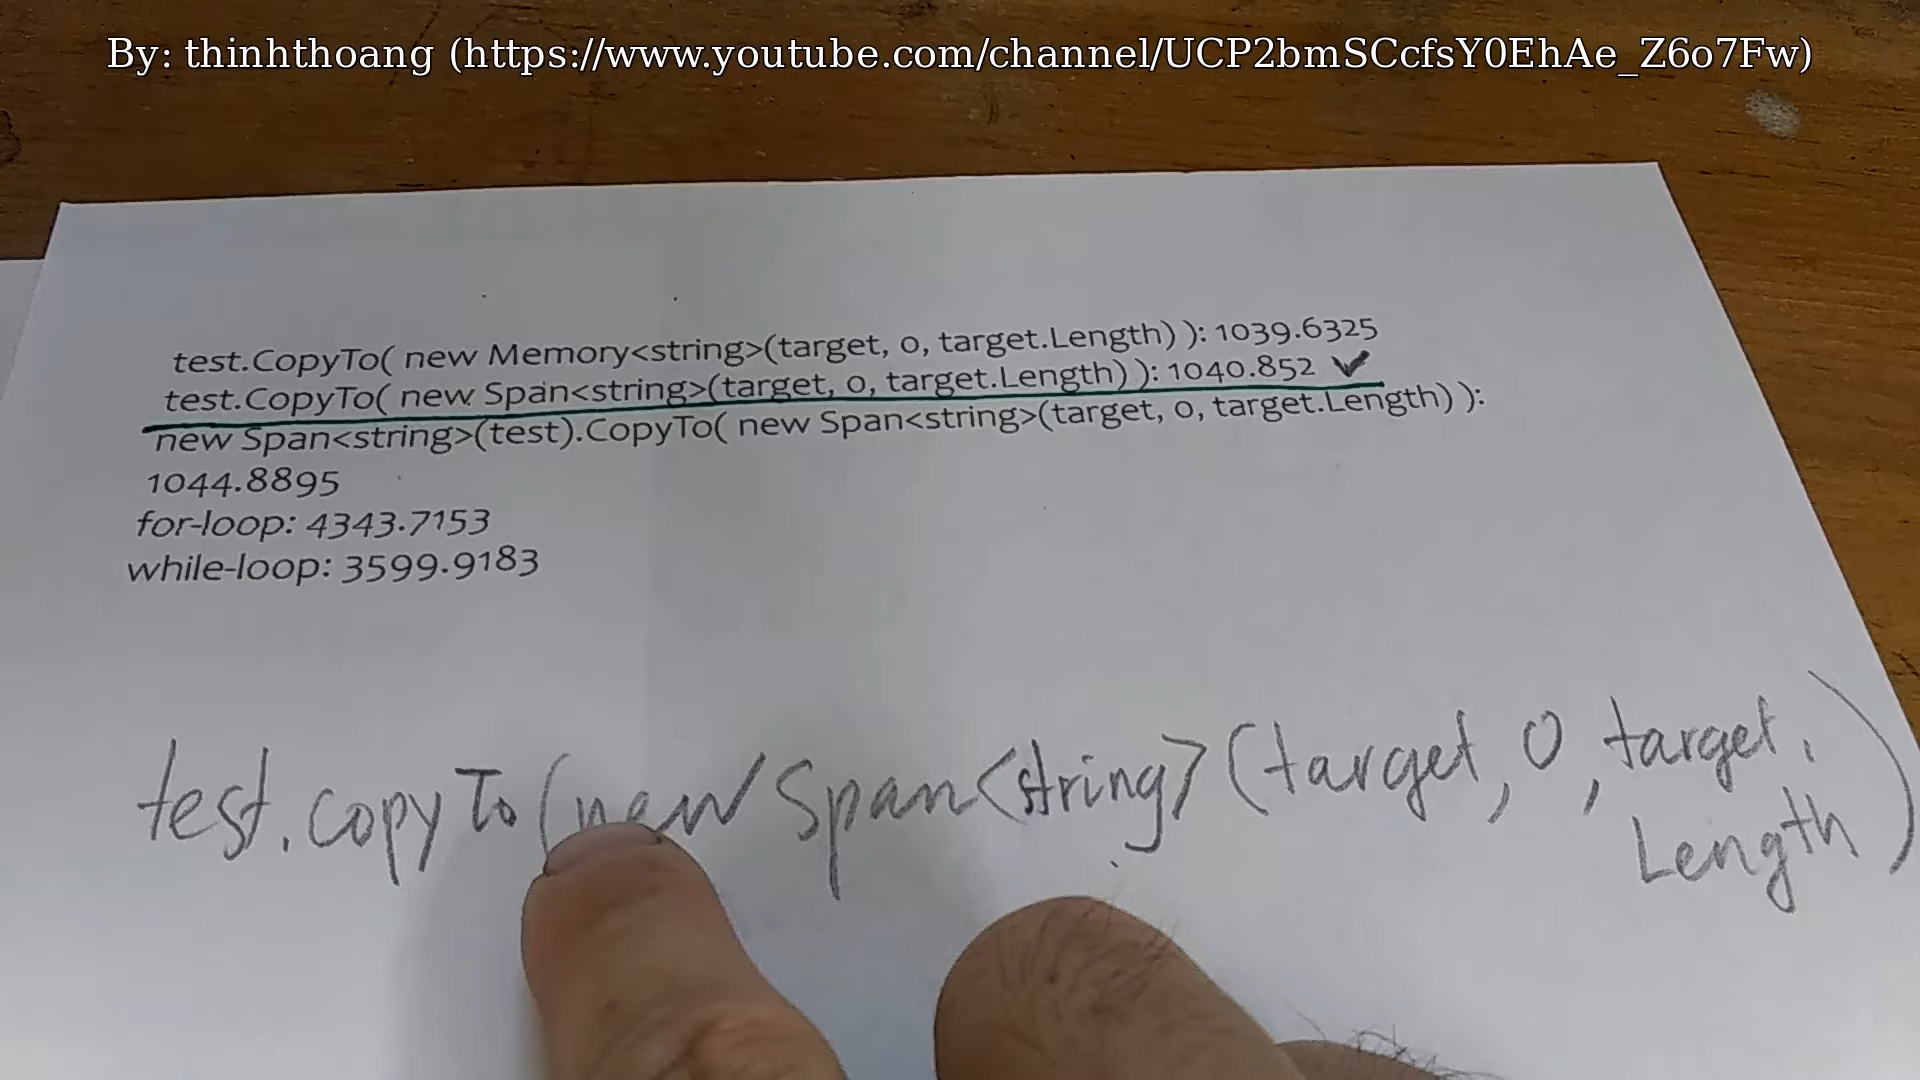 By: thinhthoang (https://www.youtube.com/channel/UCP2bmSCcfsY0EhAe_Z6o7Fw)
test.CopyTo( new Memory<string>(target, 0, target.Length) ): 1039.6325
test.CopyTo( new Span<string>(target, 0, target.Length) ): 1040.852 ✓
new Span<string>(test).CopyTo( new Span<string>(target, 0, target.Length) ):
1044.8895
for-loop: 4343.7153
while-loop: 3599.9183
test.copyTo(new Span<string>(target, 0, target.
Length)